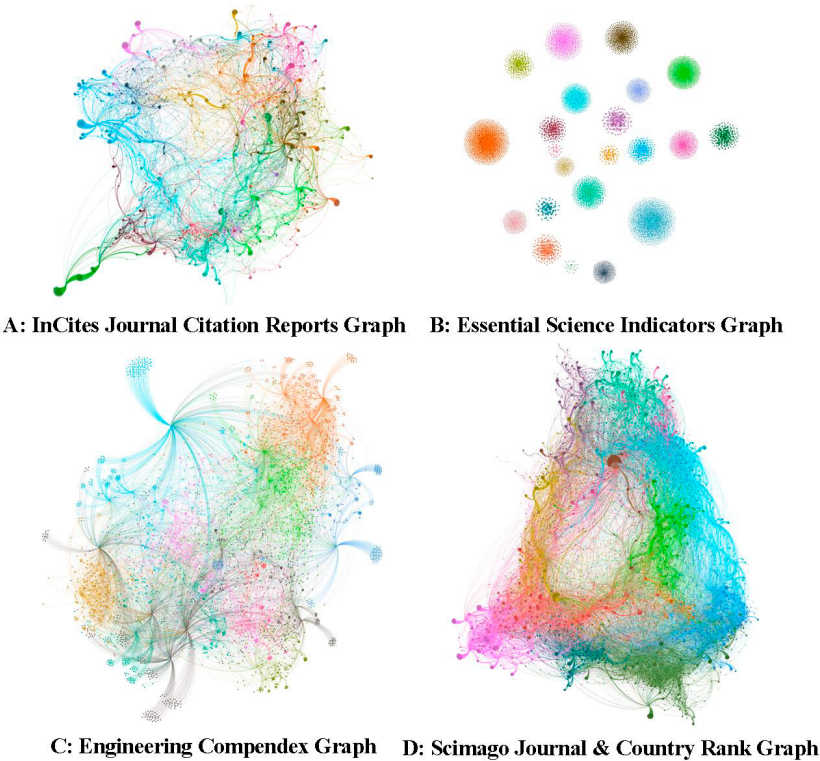 A: InCites Journal Citation Reports Graph
B: Essential Science Indicators Graph
C: Engineering Compendex Graph
D: Scimago Journal & Country Rank Graph